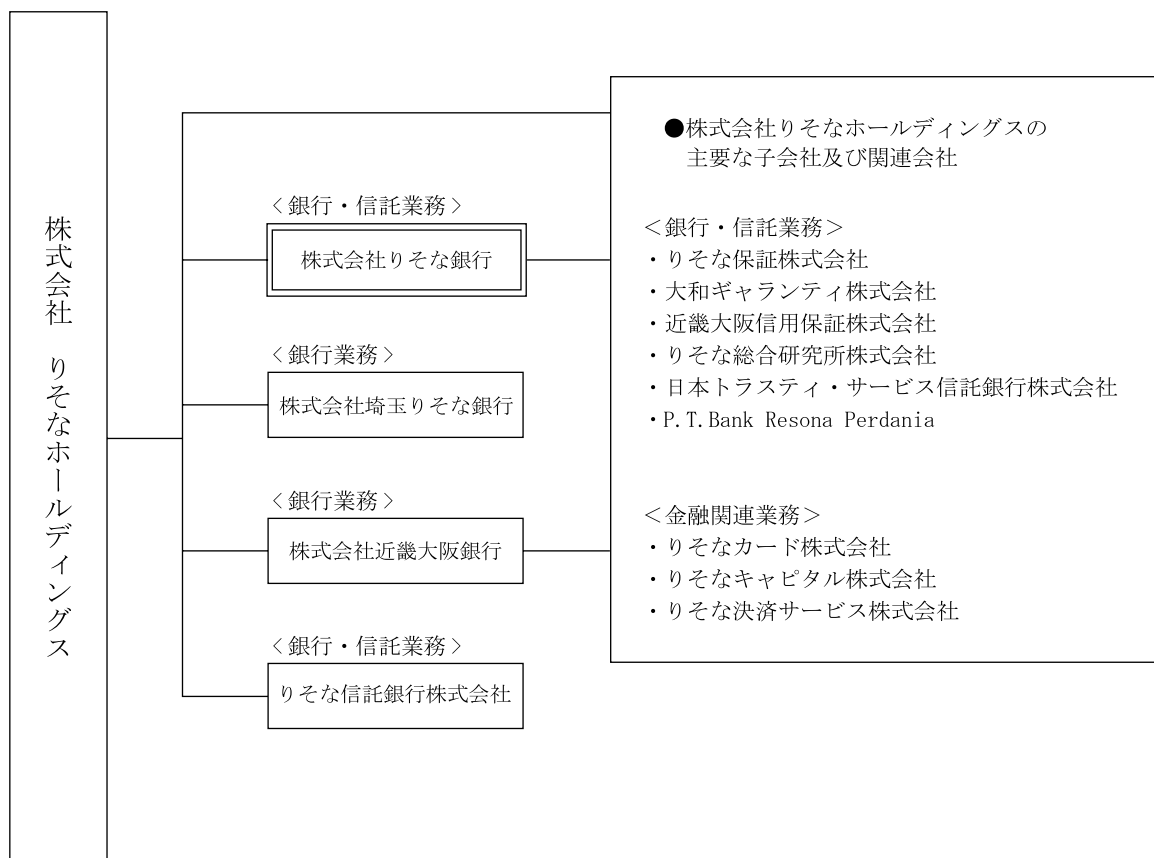 株式会社 りそなホールディングス
<銀行・信託業務>
株式会社りそな銀行
<銀行業務>
株式会社埼玉りそな銀行
<銀行業務>
株式会社近畿大阪銀行
<銀行・信託業務>
りそな信託銀行株式会社
●株式会社りそなホールディングスの
主要な子会社及び関連会社
<銀行・信託業務>
・りそな保証株式会社
・大和ギャランティ株式会社
・近畿大阪信用保証株式会社
・りそな総合研究所株式会社
・日本トラスティ・サービス信託銀行株式会社
・P.T.Bank Resona Perdania
<金融関連業務>
・りそなカード株式会社
・りそなキャピタル株式会社
・りそな決済サービス株式会社